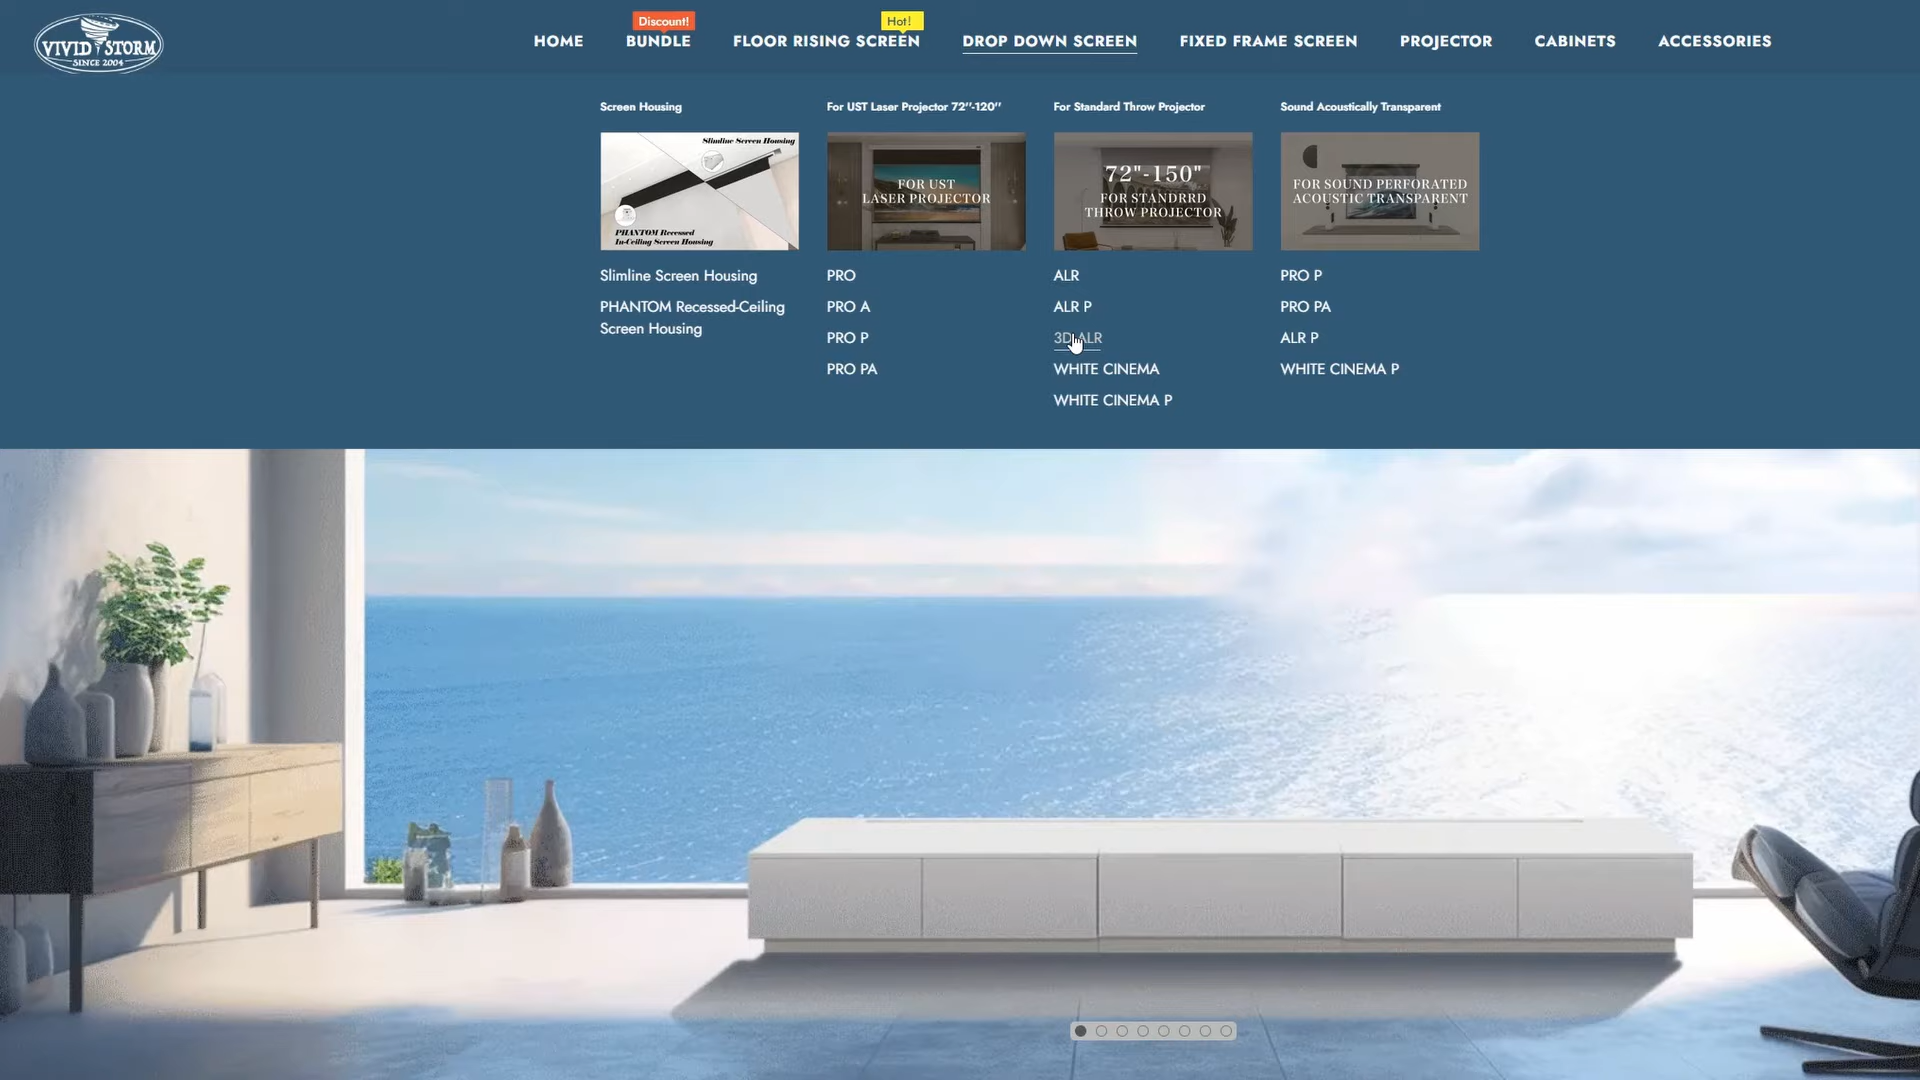 VIVID STORM
SINCE 2004
HOME
Discount!
BUNDLE
Hot!
FLOOR RISING SCREEN
DROP DOWN SCREEN
FIXED FRAME SCREEN
PROJECTOR
CABINETS
ACCESSORIES
Screen Housing
Slimline Screen Housing
PHANTOM Recessed
In-Ceiling Screen Housing
Slimline Screen Housing
PHANTOM Recessed-Ceiling
Screen Housing
For UST Laser Projector 72"-120"
FOR UST
LASER PROJECTOR
PRO
PRO A
PRO P
PRO PA
For Standard Throw Projector
72"-150"
FOR STANDRRD
THROW PROJECTOR
ALR
ALR P
3D ALR
WHITE CINEMA
WHITE CINEMA P
Sound Acoustically Transparent
FOR SOUND PERFORATED
ACOUSTIC TRANSPARENT
PRO P
PRO PA
ALR P
WHITE CINEMA P